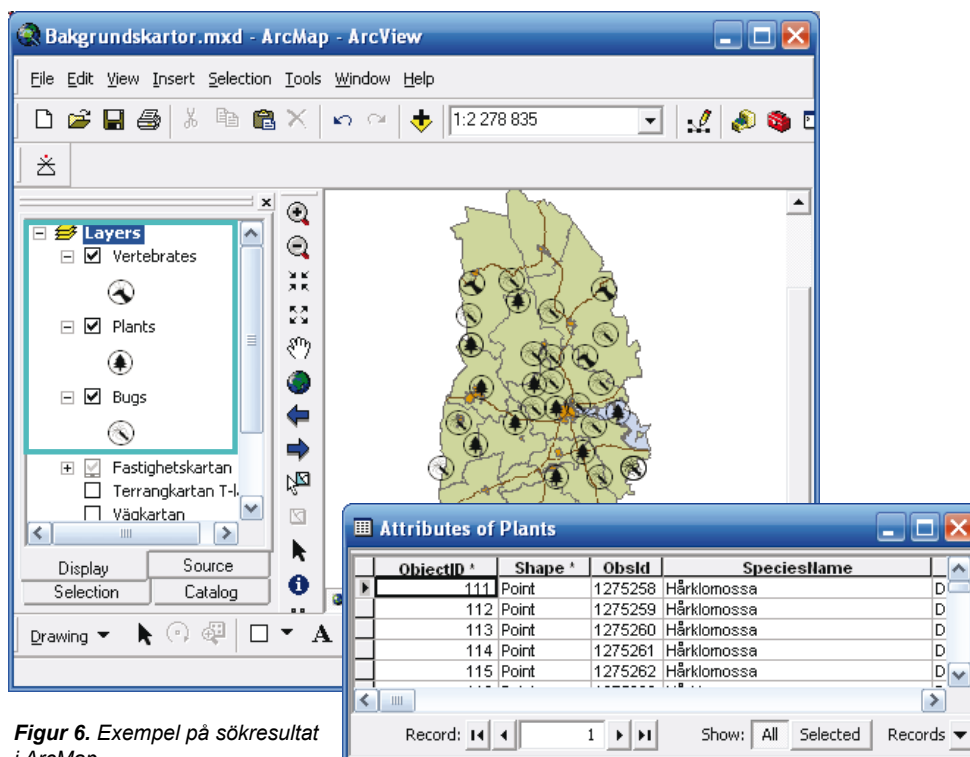 Bakgrundskartor.mxd - ArcMap - ArcView
File Edit View Insert Selection Tools Window Help
1:2 278 835
Layers
Vertebrates
Plants
Bugs
Fastighetskartan
Terrangkartan T-l
Vägkartan
Display Source
Selection Catalog
Drawing A
Attributes of Plants
ObjectID * Shape * ObsId SpeciesName
111 Point 1275258 Hårklomossa D
112 Point 1275259 Hårklomossa D
113 Point 1275260 Hårklomossa D
114 Point 1275261 Hårklomossa D
115 Point 1275262 Hårklomossa D
Record: 1 Show: All Selected Records
Figur 6. Exempel på sökresultat
i ArcMap